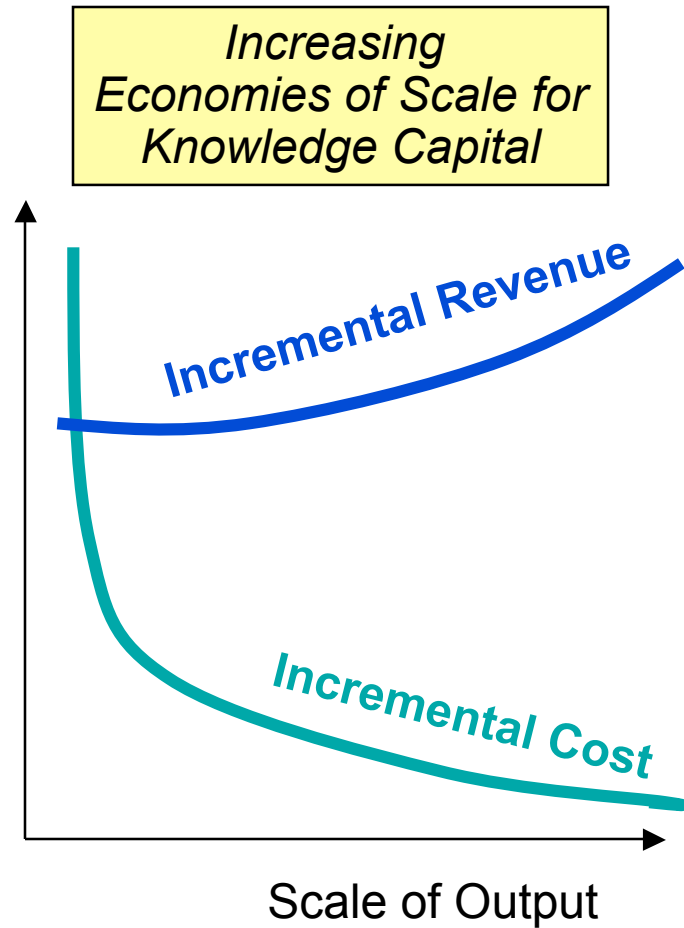 Increasing
Economies of Scale for
Knowledge Capital
Incremental Revenue
Incremental Cost
Scale of Output